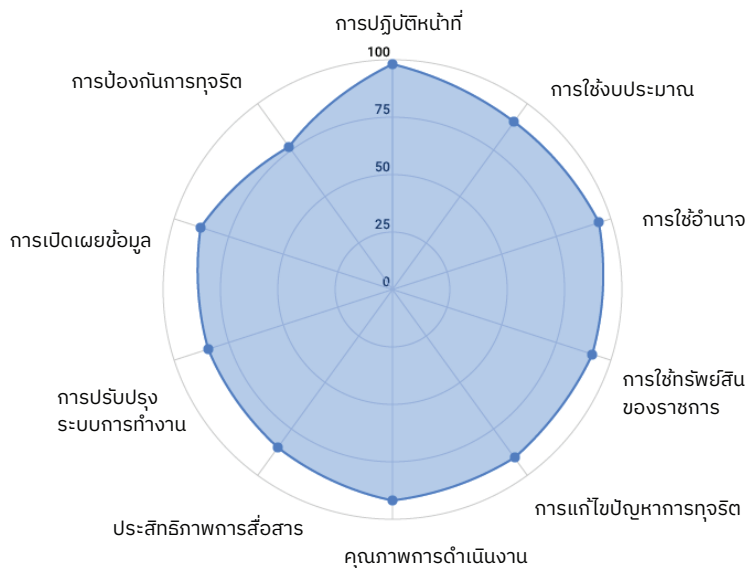 การปฏิบัติหน้าที่
100
การป้องกันการทุจริต
การใช้งบประมาณ
75
50
การใช้อำนาจ
25
การเปิดเผยข้อมูล
0
การใช้ทรัพย์สิน
ของราชการ
การปรับปรุง
ระบบการทำงาน
การแก้ไขปัญหาการทุจริต
ประสิทธิภาพการสื่อสาร
คุณภาพการดำเนินงาน